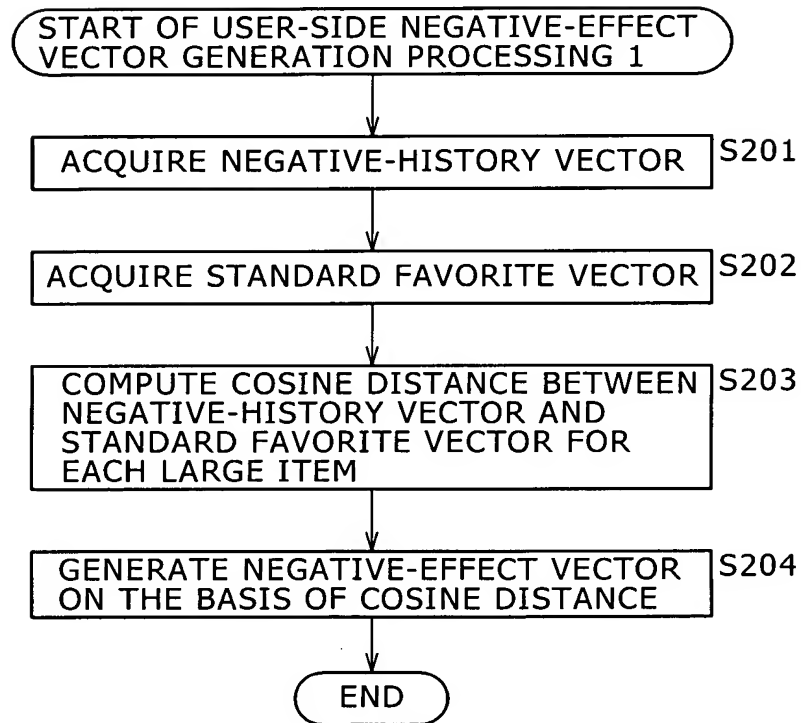 START OF USER-SIDE NEGATIVE-EFFECT
VECTOR GENERATION PROCESSING 1
ACQUIRE NEGATIVE-HISTORY VECTOR
S201
ACQUIRE STANDARD FAVORITE VECTOR
S202
COMPUTE COSINE DISTANCE BETWEEN
NEGATIVE-HISTORY VECTOR AND
STANDARD FAVORITE VECTOR FOR
EACH LARGE ITEM
S203
GENERATE NEGATIVE-EFFECT VECTOR
ON THE BASIS OF COSINE DISTANCE
S204
END